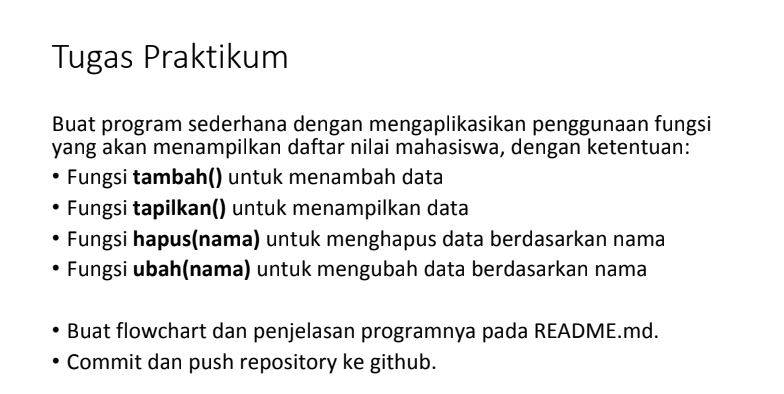 Tugas Praktikum
Buat program sederhana dengan mengaplikasikan penggunaan fungsi
yang akan menampilkan daftar nilai mahasiswa, dengan ketentuan:
• Fungsi tambah() untuk menambah data
• Fungsi tapilkan() untuk menampilkan data
• Fungsi hapus(nama) untuk menghapus data berdasarkan nama
• Fungsi ubah(nama) untuk mengubah data berdasarkan nama
• Buat flowchart dan penjelasan programnya pada README.md.
• Commit dan push repository ke github.